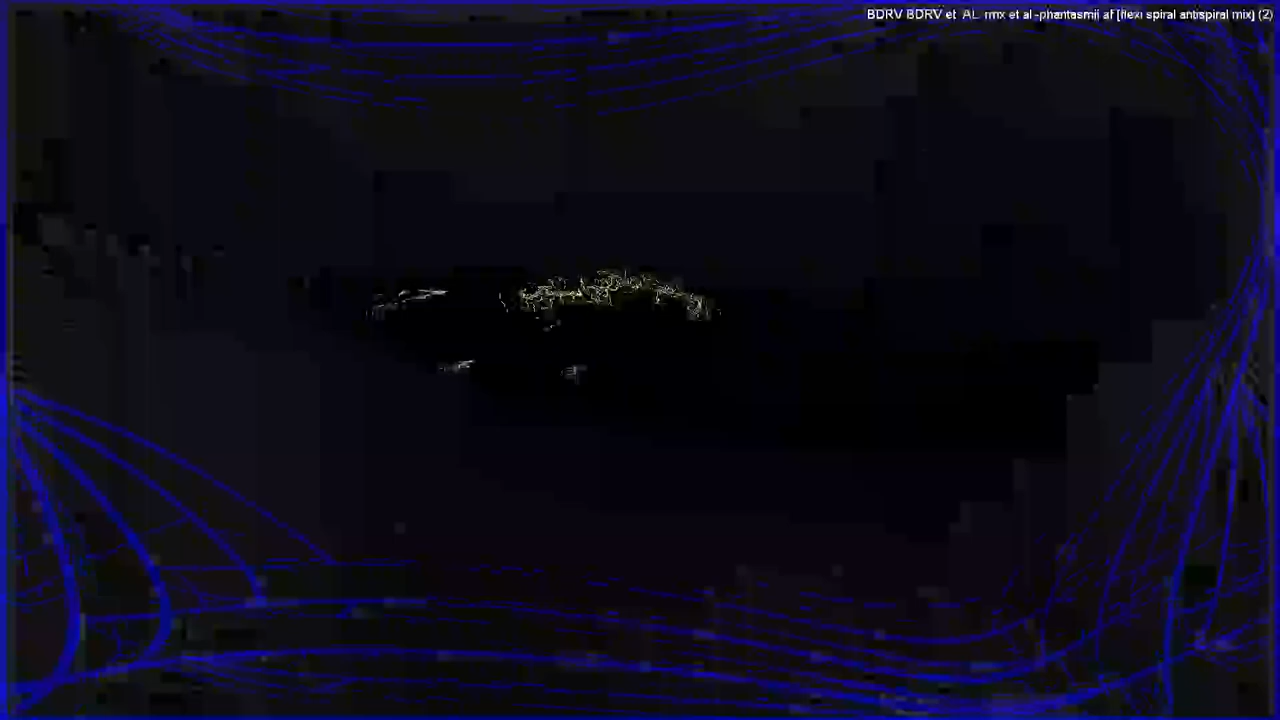 BDRV BDRV et AL rmx et al -phantasmii af [flexi spiral antispiral mix] (2)